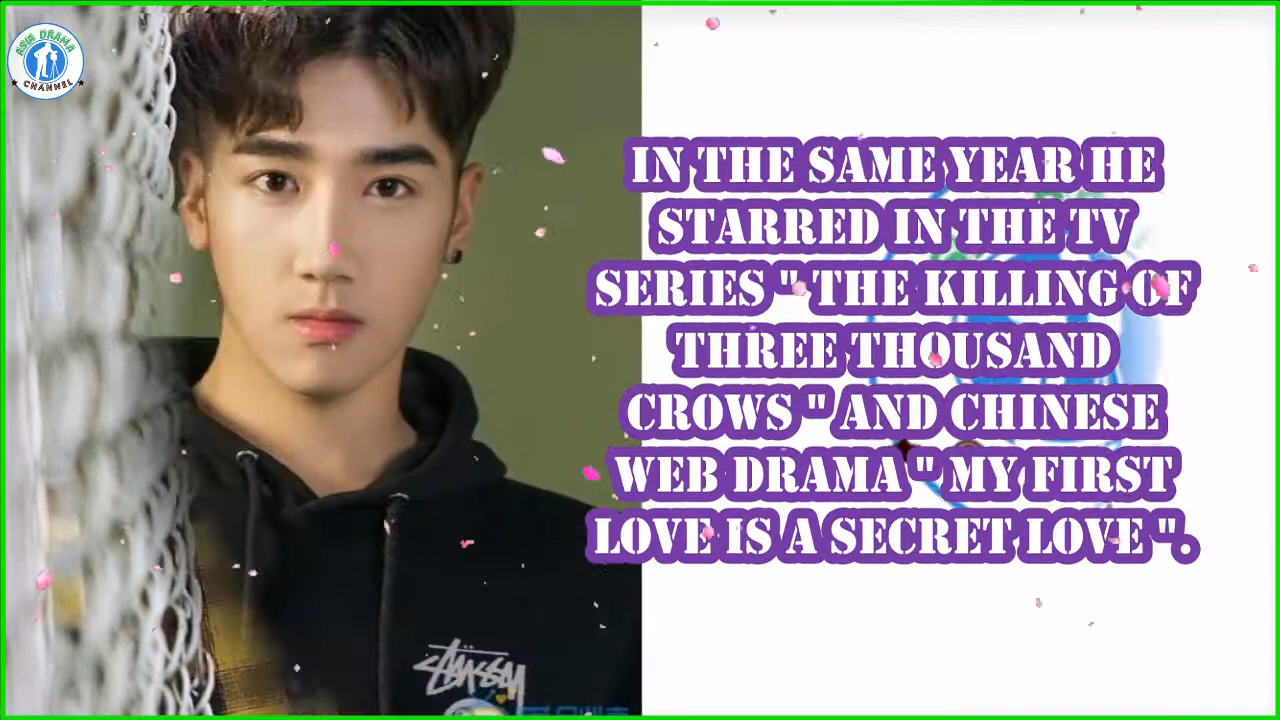 ASIA DRAMA
CHANNEL
IN THE SAME YEAR HE
STARRED IN THE TV
SERIES " THE KILLING OF
THREE THOUSAND
CROWS " AND CHINESE
WEB DRAMA " MY FIRST
LOVE IS A SECRET LOVE "。
STÜSSY